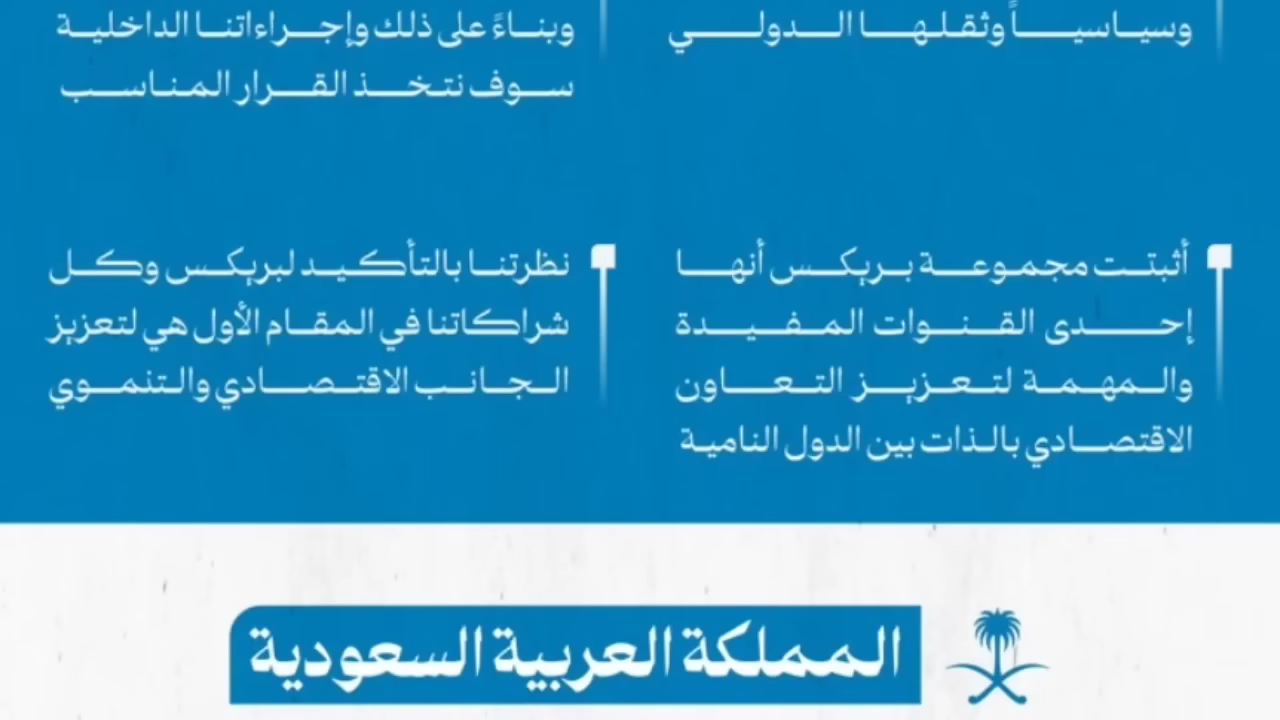 وسياسياً وثقلها الدولي
وبناءً على ذلك وإجراءاتنا الداخلية
سوف نتخذ القرار المناسب
أثبتت مجموعة بريكس أنها
إحدى القنوات المفيدة
والمهمة لتعزيز التعاون
الاقتصادي بالذات بين الدول النامية
نظرتنا بالتأكيد لبريكس وكل
شراكاتنا في المقام الأول هي لتعزيز
الجانب الاقتصادي والتنموي
المملكة العربية السعودية